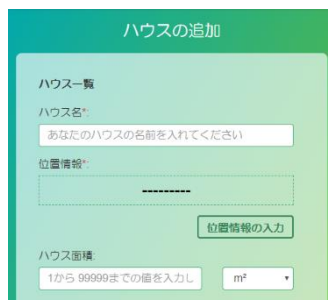 ハウスの追加
ハウス一覧
ハウス名*:
あなたのハウスの名前を入れてください
位置情報*:
---------
位置情報の入力
ハウス面積:
1から 99999までの値を入力し
m²